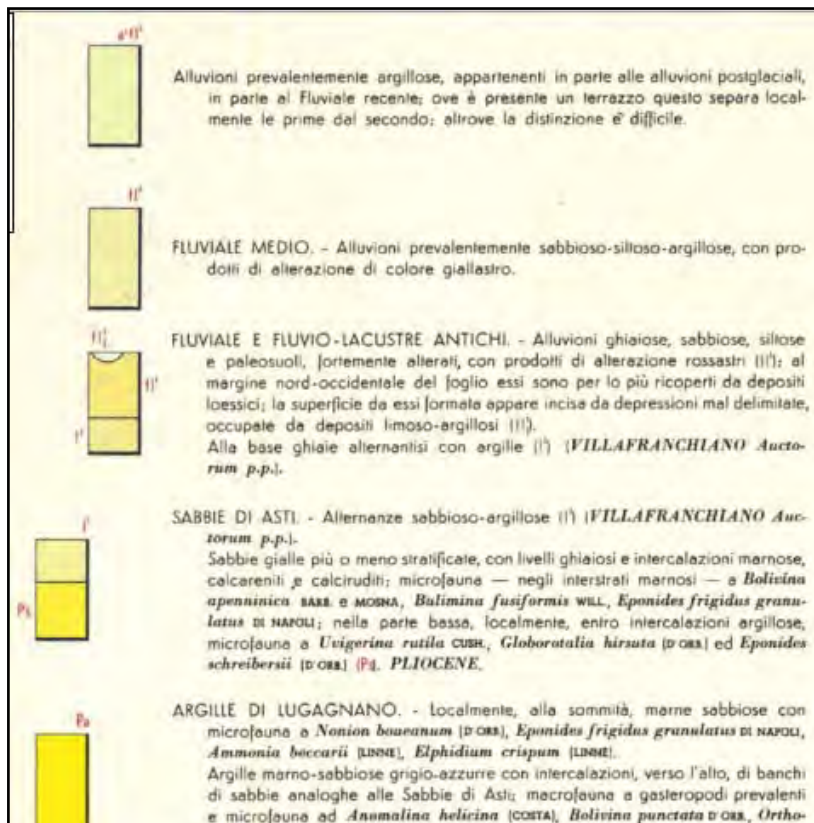 Alluvioni prevalentemente argillose, appartenenti in parte alle alluvioni postglaciali,
in parte al Fluviale recente; ove è presente un terrazzo questo separa local-
mente le prime dal secondo; altrove la distinzione è difficile.
FLUVIALE MEDIO. - Alluvioni prevalentemente sabbioso-siltoso-argillose, con pro-
dotti di alterazione di colore giallastro.
FLUVIALE E FLUVIO-LACUSTRE ANTICHI. - Alluvioni ghiaiose, sabbiose, siltose
e paleosuoli, fortemente alterati, con prodotti di alterazione rossastri; al
margine nord-occidentale del foglio essi sono per lo più ricoperti da depositi
loessici; la superficie da essi formata appare incisa da depressioni mal delimitate,
occupate da depositi limoso-argillosi
Alla base ghiaie alternantisi con argille (VILLAFRANCHIANO Aucto-
rum p.p.).
SABBIE DI ASTI. - Alternanze sabbioso-argillose (VILLAFRANCHIANO Auc-
torum p.p.).
Sabbie gialle più o meno stratificate, con livelli ghiaiosi e intercalazioni marnose,
calcareniti e calciruditi; microfauna — negli interstrati marnosi — a Bolivina
apenninica BARB. e MOSNA, Bulimina fusiformis WILL., Eponides frigidus granu-
latus DI NAPOLI; nella parte bassa, localmente, entro intercalazioni argillose,
microfauna a Uvigerina rutila CUSH., Globorotalia hirsuta (D'ORB.) ed Eponides
schreibersii (D'ORB.) PLIOCENE.
Pa
ARGILLE DI LUGAGNANO. - Localmente, alla sommità, marne sabbiose con
microfauna a Nonion boueanum (D'ORB.), Eponides frigidus granulatus DI NAPOLI,
Ammonia beccarii (LINNE), Elphidium crispum (LINNE).
Argille marno-sabbiose grigio-azzurre con intercalazioni, verso l'alto, di banchi
di sabbie analoghe alle Sabbie di Asti; macrofauna a gasteropodi prevalenti
e microfauna ad Anomalina helicina (COSTA), Bolivina punctata D'ORB., Ortho-